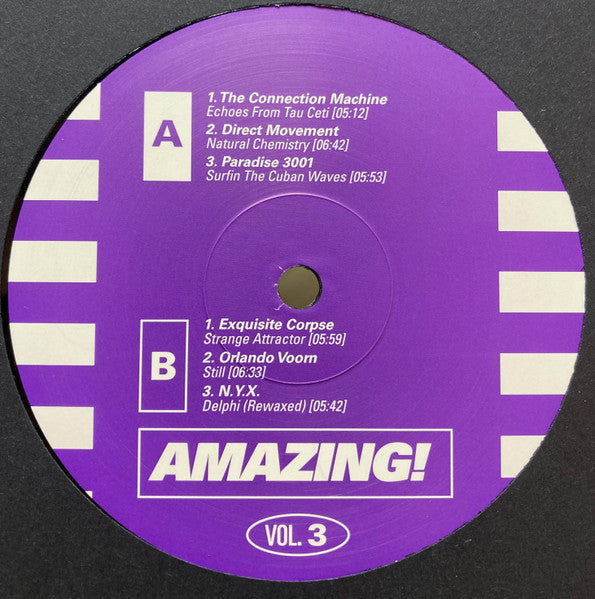 A
1. The Connection Machine
Echoes From Tau Ceti [05:12]
2. Direct Movement
Natural Chemistry [06:42]
3. Paradise 3001
Surfin The Cuban Waves [05:53]
B
1. Exquisite Corpse
Strange Attractor [05:59]
2. Orlando Voorn
Still [06:33]
3. N.Y.X.
Delphi (Rewaxed) [05:42]
AMAZING!
VOL. 3